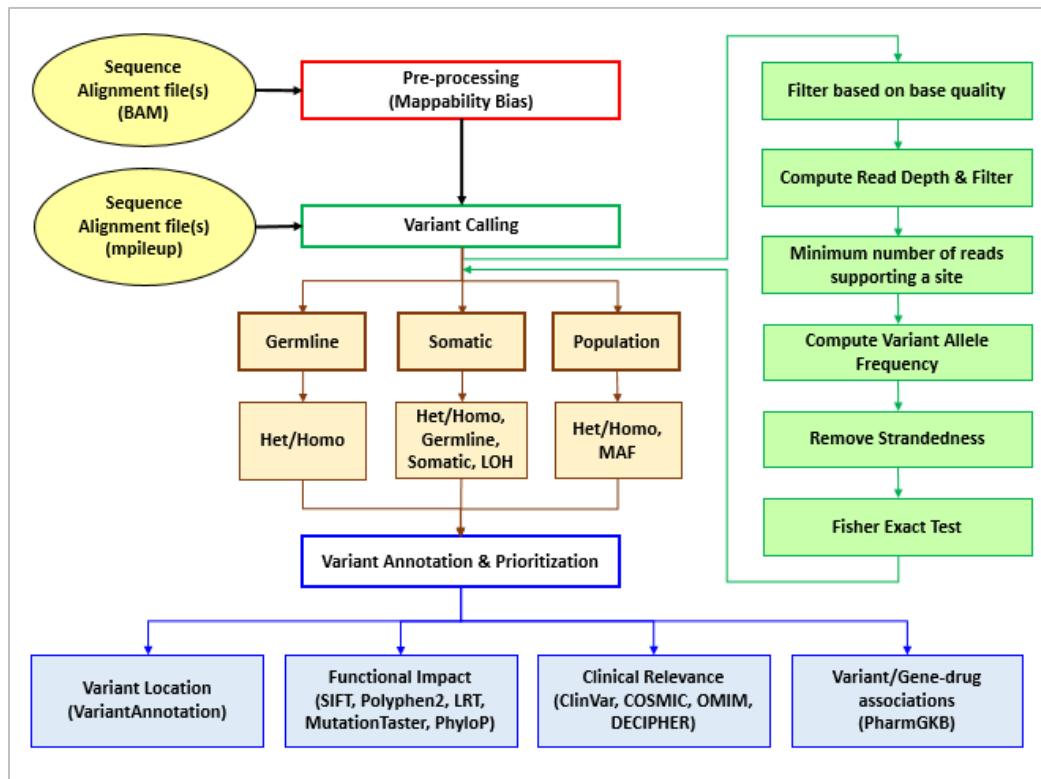 Sequence
Alignment file(s)
(BAM)
Pre-processing
(Mappability Bias)
Sequence
Alignment file(s)
(mpileup)
Variant Calling
Germline
Somatic
Population
Het/Homo
Het/Homo,
Germline,
Somatic, LOH
Het/Homo,
MAF
Variant Annotation & Prioritization
Variant Location
(VariantAnnotation)
Functional Impact
(SIFT, Polyphen2, LRT,
MutationTaster, PhyloP)
Clinical Relevance
(ClinVar, COSMIC, OMIM,
DECIPHER)
Variant/Gene-drug
associations
(PharmGKB)
Filter based on base quality
Compute Read Depth & Filter
Minimum number of reads
supporting a site
Compute Variant Allele
Frequency
Remove Strandedness
Fisher Exact Test